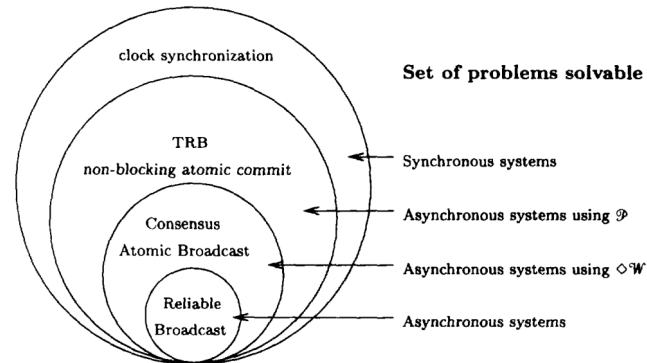 clock synchronization
Set of problems solvable
TRB
non-blocking atomic commit
Synchronous systems
Consensus
Atomic Broadcast
Asynchronous systems using 𝒫
Asynchronous systems using ◇𝒲
Reliable
Broadcast
Asynchronous systems